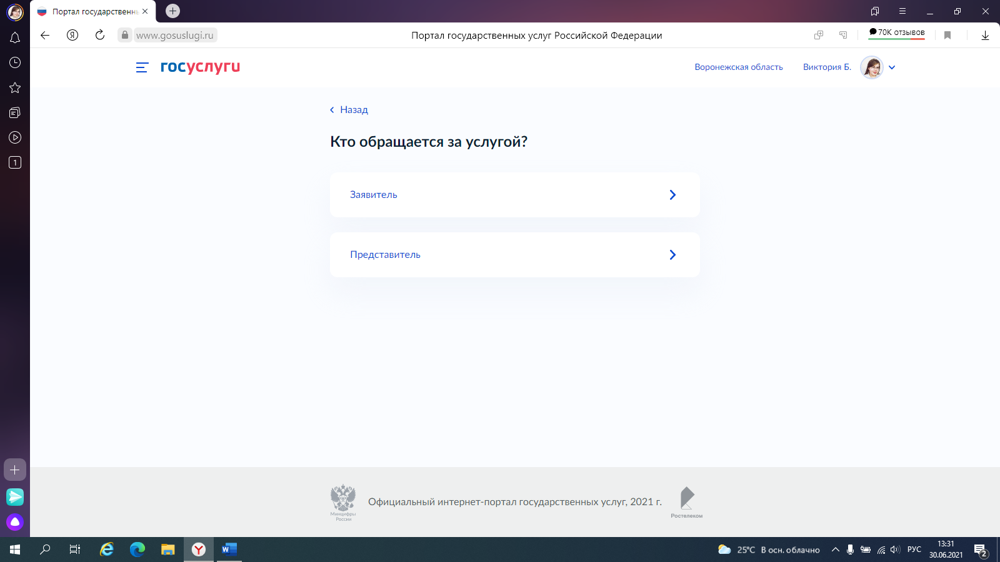 Портал государственнь
www.gosuslugi.ru
Портал государственных услуг Российской Федерации
70K отзывов
госуслуги
Воронежская область
Виктория Б.
Назад
Кто обращается за услугой?
Заявитель
Представитель
1
Минцифры
России
Официальный интернет-портал государственных услуг, 2021 г.
Ростелеком
25°C В осн. облачно
РУС
13:31
30.06.2021
2